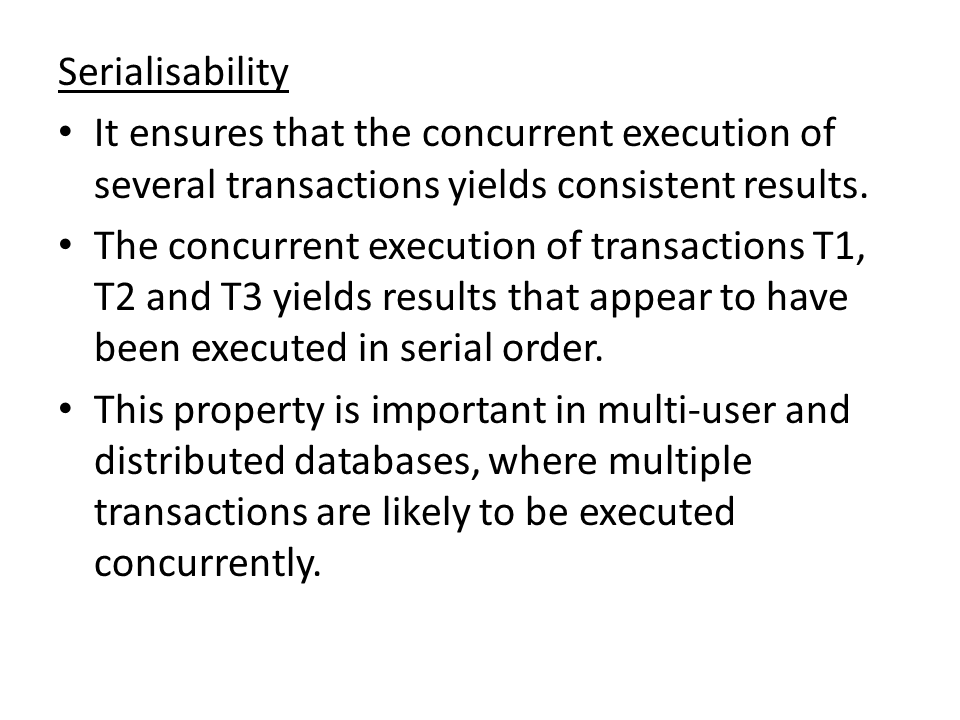 Serialisability
• It ensures that the concurrent execution of
several transactions yields consistent results.
• The concurrent execution of transactions T1,
T2 and T3 yields results that appear to have
been executed in serial order.
• This property is important in multi-user and
distributed databases, where multiple
transactions are likely to be executed
concurrently.